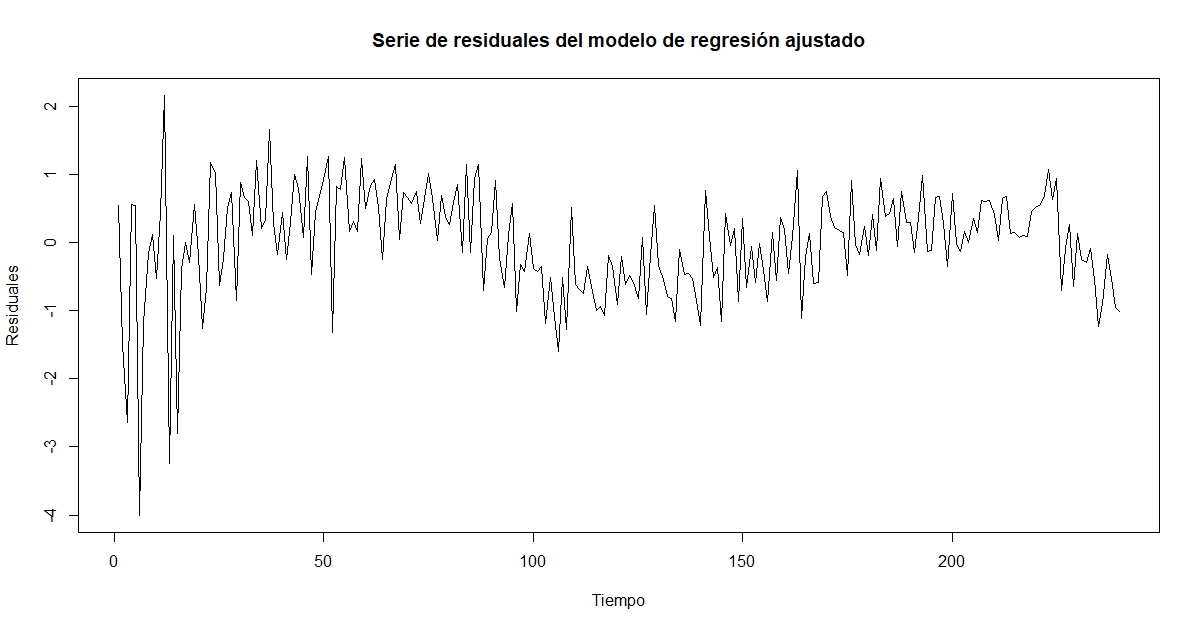 Serie de residuales del modelo de regresión ajustado
Residuales
2
1
0
-1
-2
-3
-4
0 50 100 150 200
Tiempo